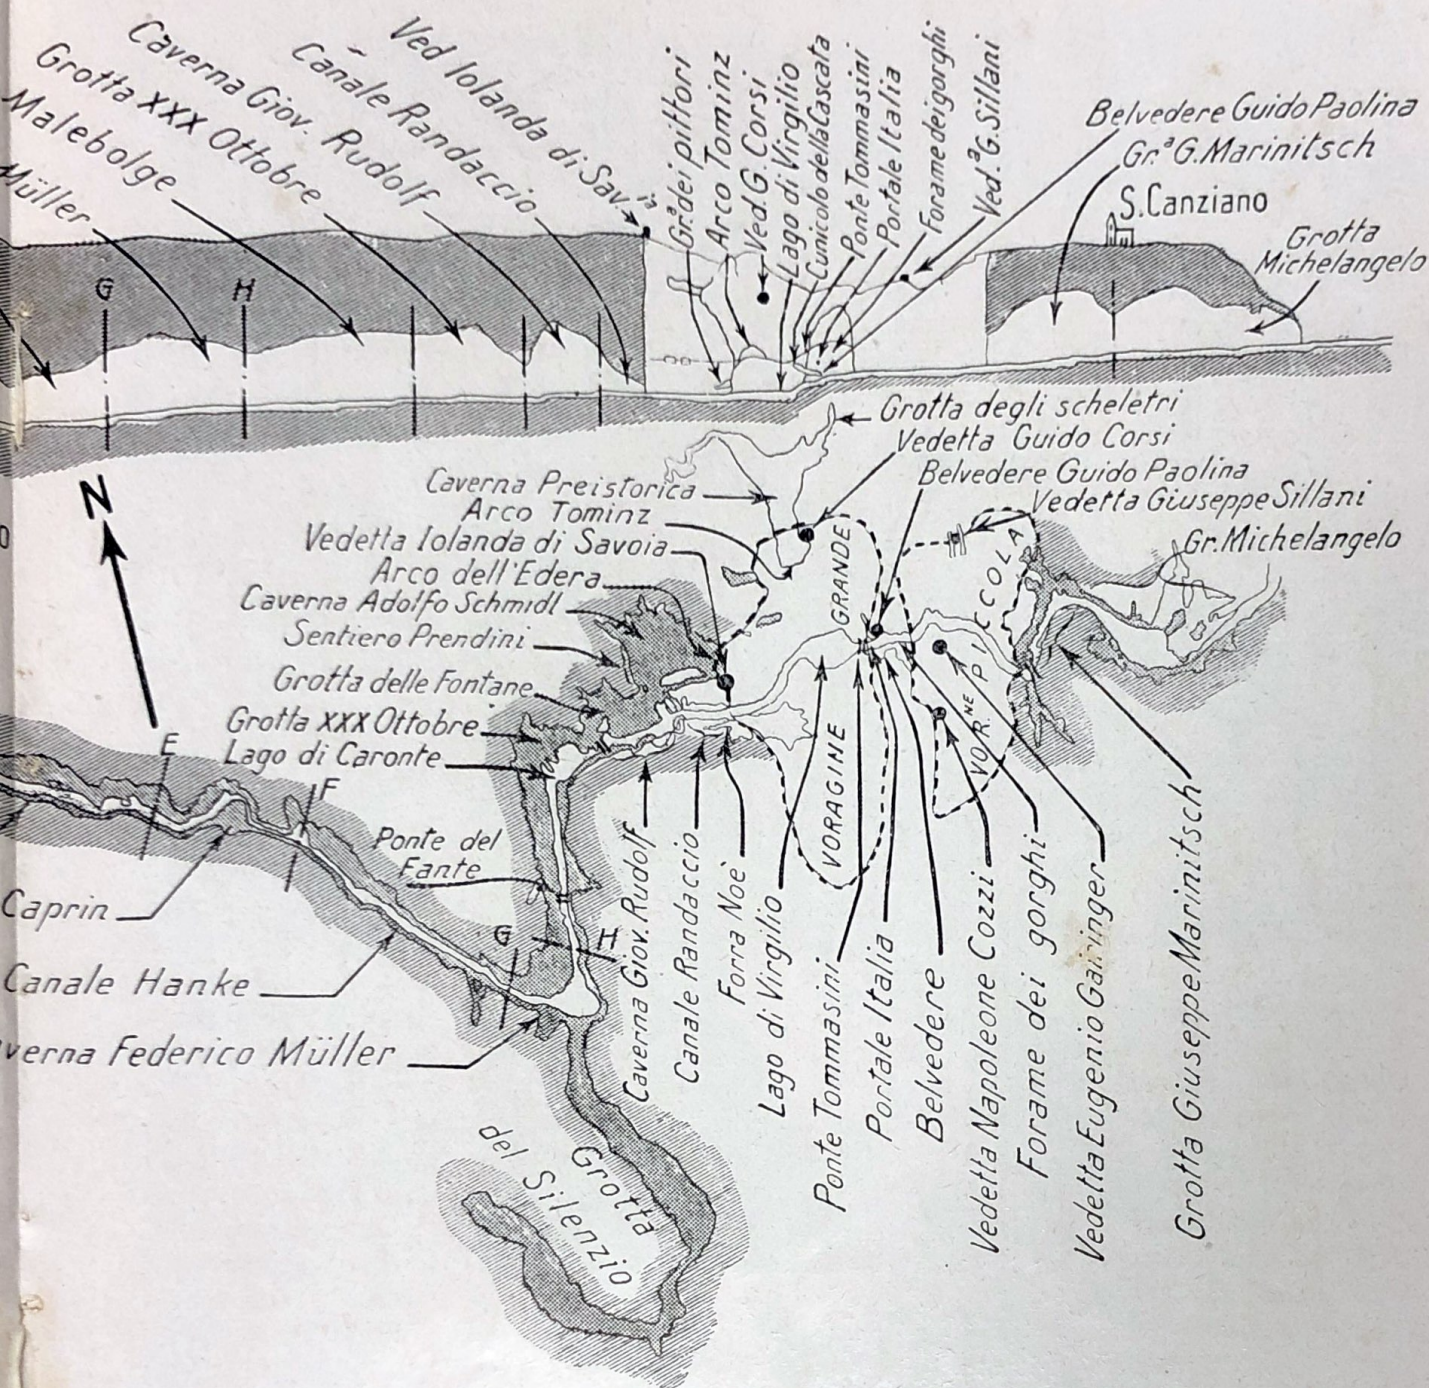 Müller
Malebolge
Grotta XXX Ottobre
Caverna Giov. Rudolf
Canale Randaccio
Ved Iolanda di Sav.ia
Gr.a dei pittori
Arco Tominz
Ved. G. Corsi
Lago di Virgilio
Cunicolo della Cascata
Ponte Tommasini
Portale Italia
Forame dei gorghi
Ved.a G. Sillani
Belvedere Guido Paolina
Gr.a G. Marinitsch
S. Canziano
Grotta
Michelangelo
G
H
N
Grotta degli scheletri
Vedetta Guido Corsi
Belvedere Guido Paolina
Vedetta Giuseppe Sillani
Gr. Michelangelo
Caverna Preistorica
Arco Tominz
Vedetta Iolanda di Savoia
Arco dell'Edera
Caverna Adolfo Schmidl
Sentiero Prendini
Grotta delle Fontane
Grotta XXX Ottobre
Lago di Caronte
VORAGINE GRANDE
VOR.NE PICCOLA
E
F
Ponte del
Fante
Caprin
G
H
Canale Hanke
verna Federico Müller
Caverna Giov. Rudolf
Canale Randaccio
Forra Noè
Lago di Virgilio
Ponte Tommasini
Portale Italia
Belvedere
Vedetta Napoleone Cozzi
Forame dei gorghi
Vedetta Eugenio Gairinger
Grotta Giuseppe Marinitsch
Grotta
del Silenzio